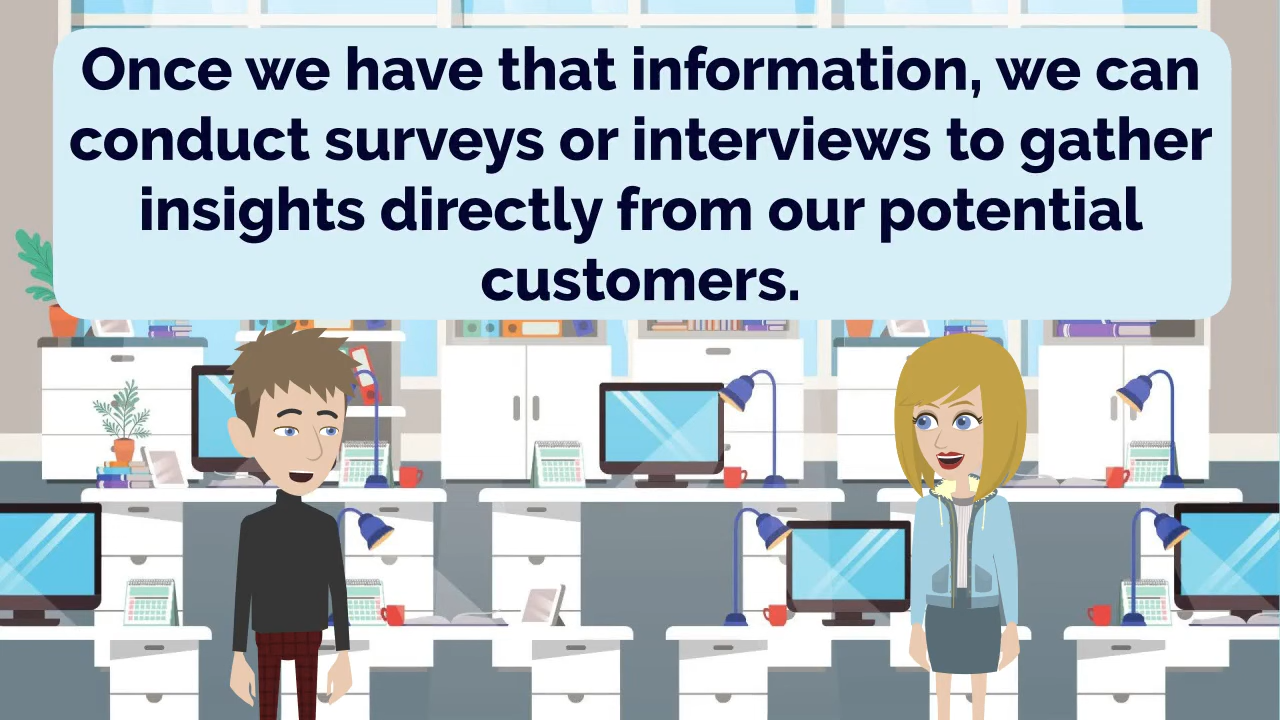 Once we have that information, we can
conduct surveys or interviews to gather
insights directly from our potential
customers.